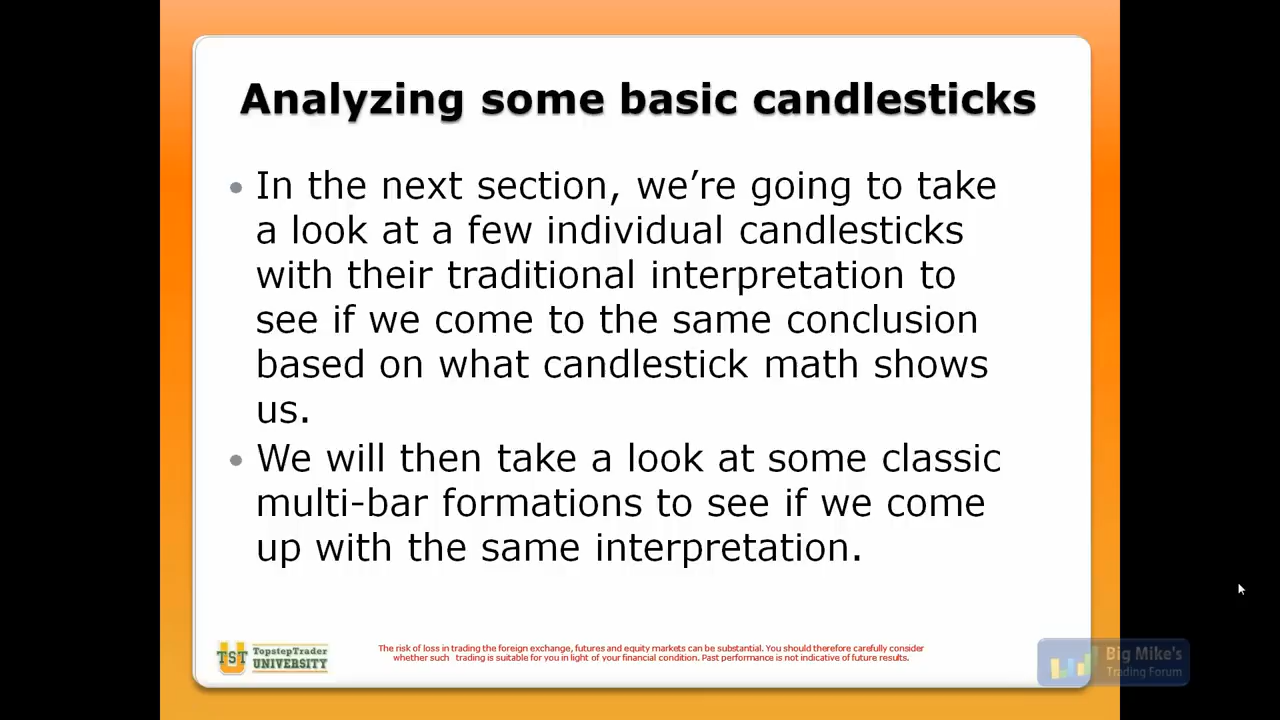 Analyzing some basic candlesticks
• In the next section, we’re going to take
a look at a few individual candlesticks
with their traditional interpretation to
see if we come to the same conclusion
based on what candlestick math shows
us.
• We will then take a look at some classic
multi-bar formations to see if we come
up with the same interpretation.
U
TST
TopstepTrader
UNIVERSITY
The risk of loss in trading the foreign exchange, futures and equity markets can be substantial. You should therefore carefully consider
whether such trading is suitable for you in light of your financial condition. Past performance is not indicative of future results.
Big Mike's
Trading Forum